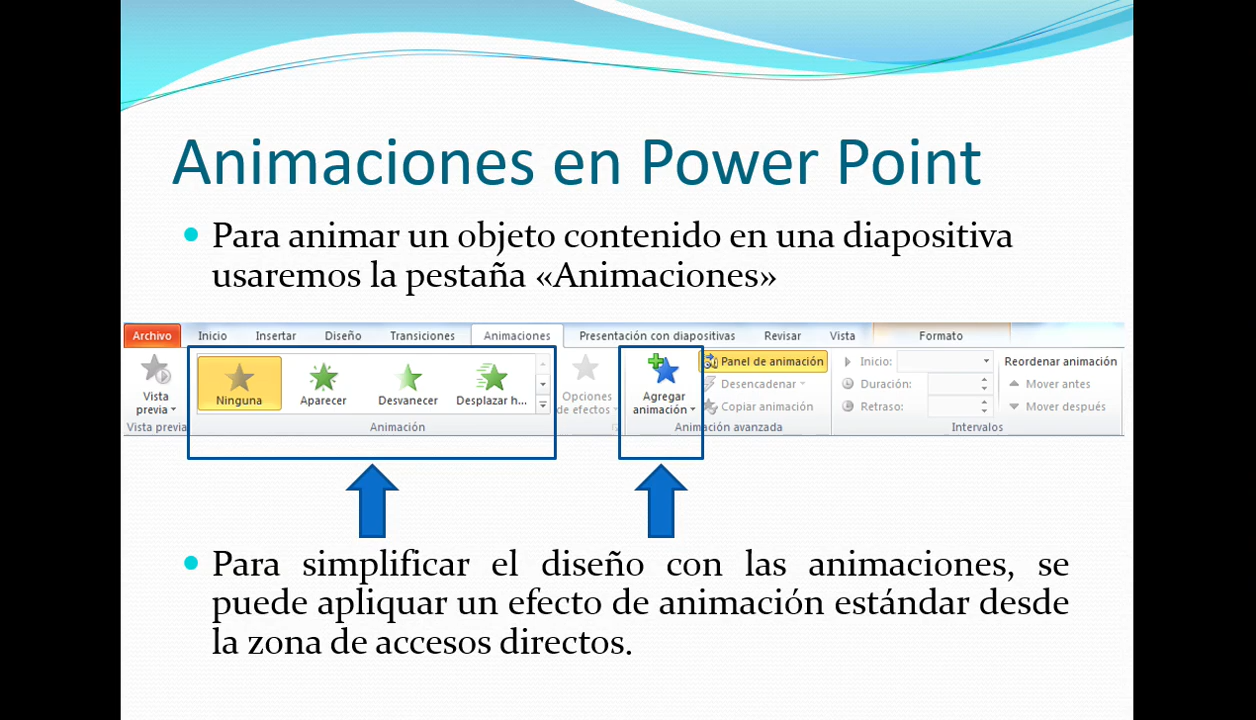 Animaciones en Power Point
Para animar un objeto contenido en una diapositiva
usaremos la pestaña «Animaciones»
Archivo Inicio Insertar Diseño Transiciones Animaciones Presentación con diapositivas Revisar Vista Formato
Vista previa
Ninguna Aparecer Desvanecer Desplazar h...
Opciones de efectos
Agregar animación
Panel de animación
Desencadenar
Copiar animación
Inicio:
Duración:
Retraso:
Reordenar animación
Mover antes
Mover después
Vista previa Animación Animación avanzada Intervalos
Para simplificar el diseño con las animaciones, se
puede apliquar un efecto de animación estándar desde
la zona de accesos directos.